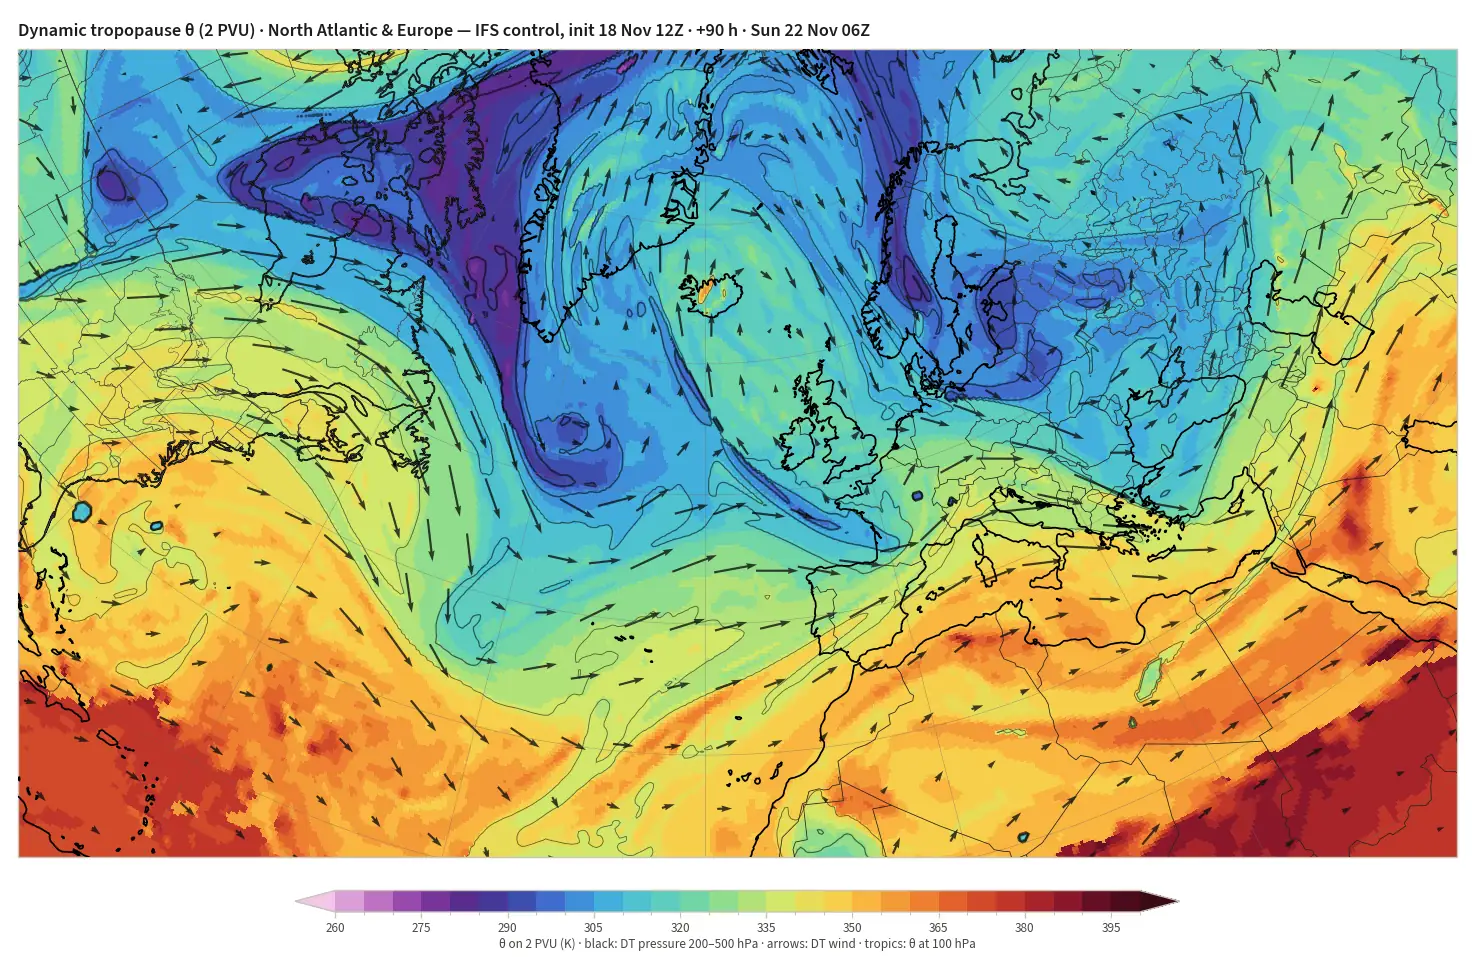 Dynamic tropopause θ (2 PVU) · North Atlantic & Europe — IFS control, init 18 Nov 12Z · +90 h · Sun 22 Nov 06Z
260 275 290 305 320 335 350 365 380 395
θ on 2 PVU (K) · black: DT pressure 200–500 hPa · arrows: DT wind · tropics: θ at 100 hPa